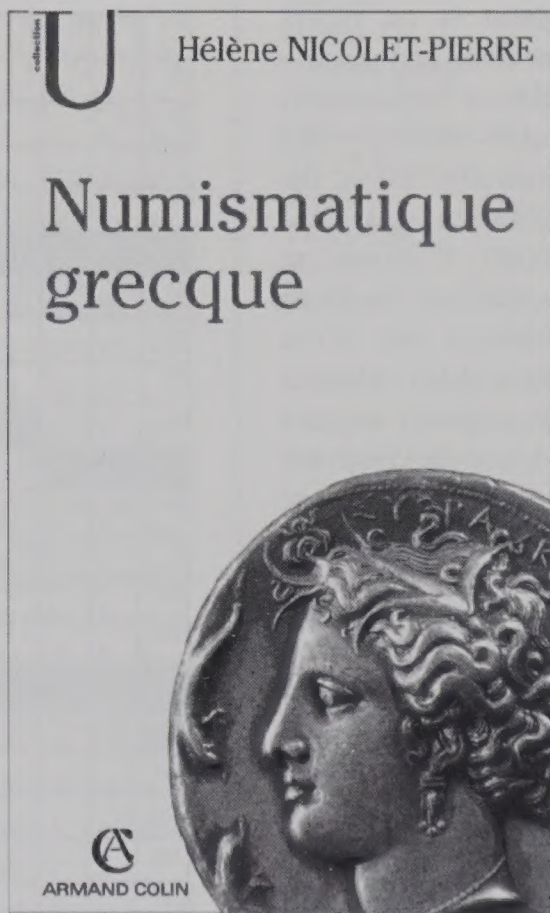 collection
U
Hélène NICOLET-PIERRE
Numismatique
grecque
ARMAND COLIN